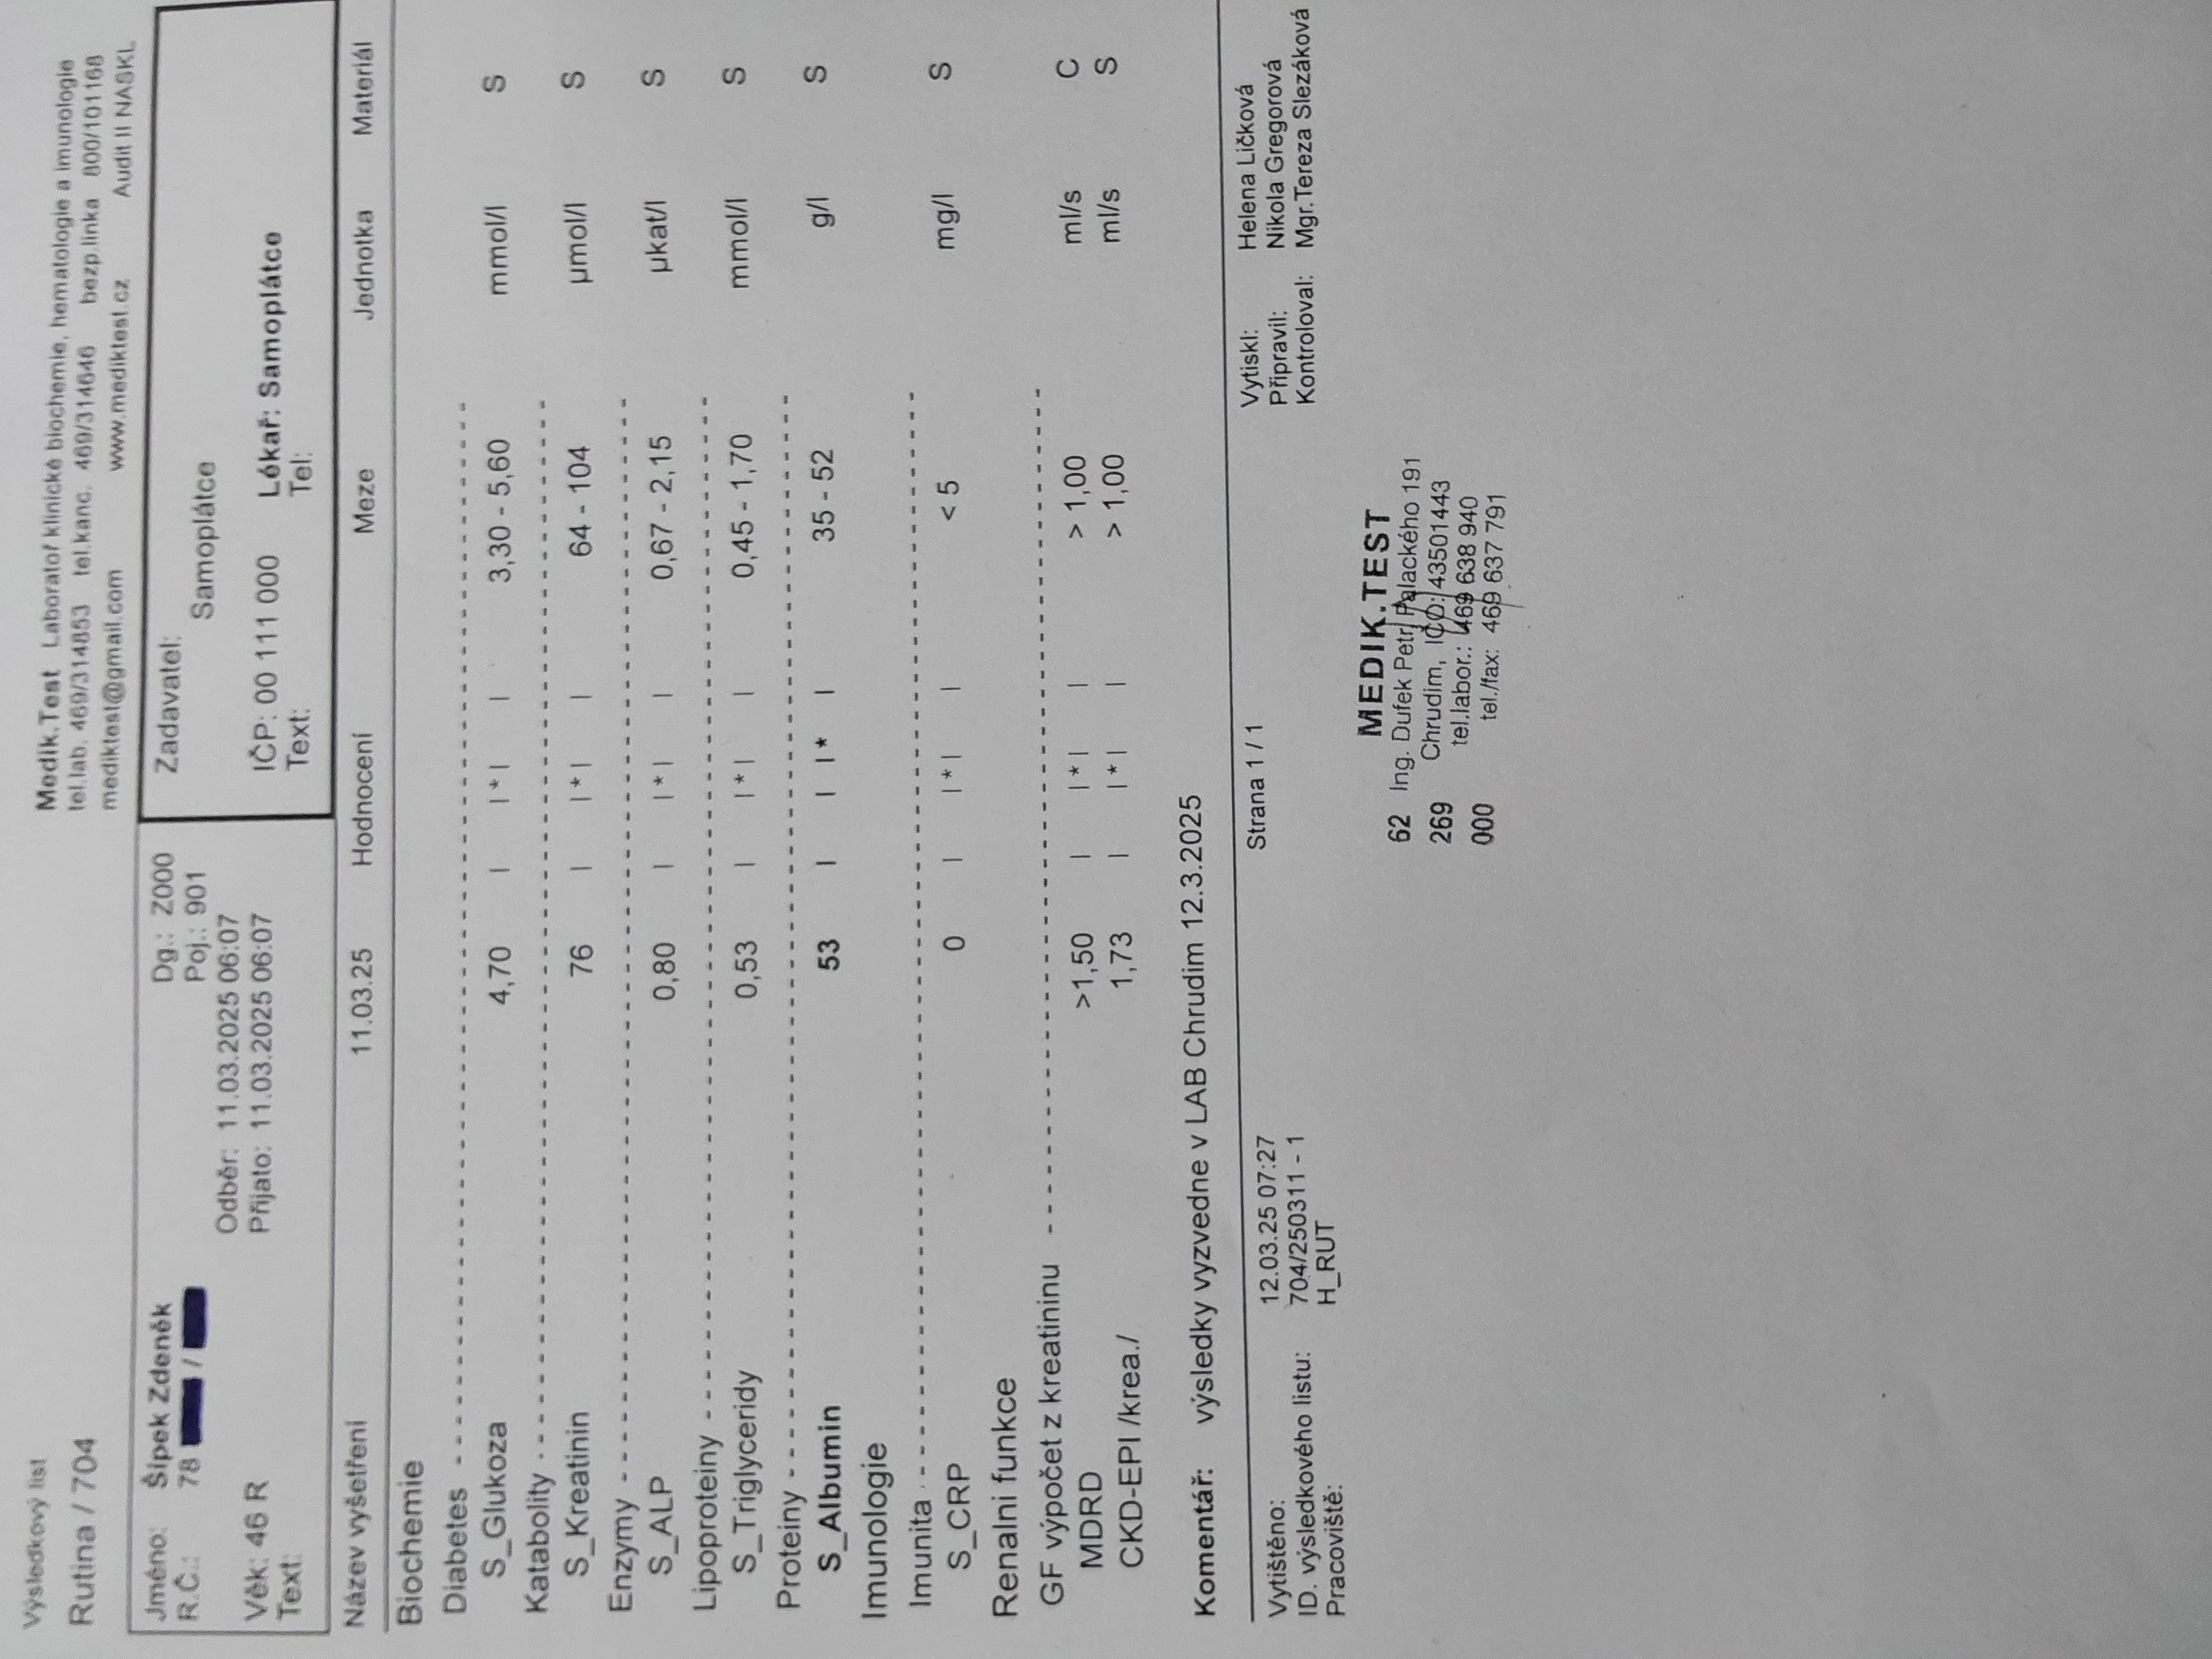 Výsledkový list
Rutina / 704
Medik.Test Laboratoř klinické biochemie, hematologie a imunologie
tel.lab. 469/314853 tel.kanc. 469/314646 bezp.linka 800/101168
mediktest@gmail.com www.mediktest.cz Audit II NASKL
Jméno: Šípek Zdeněk Dg.: Z000
R.Č.: 78 / Poj.: 901
Odběr: 11.03.2025 06:07
Věk: 46 R Přijato: 11.03.2025 06:07
Text:
Zadavatel:
Samoplátce
IČP: 00 111 000 Lékař: Samoplátce
Text: Tel:
Název vyšetření 11.03.25 Hodnocení Meze Jednotka Materiál
Biochemie
Diabetes - - - - - - - - - - - - - - - - - - - -
S_Glukoza 4,70 | |*| | 3,30 - 5,60 mmol/l S
Katabolity - - - - - - - - - - - - - - - - - - - -
S_Kreatinin 76 | |*| | 64 - 104 µmol/l S
Enzymy - - - - - - - - - - - - - - - - - - - -
S_ALP 0,80 | |*| | 0,67 - 2,15 µkat/l S
Lipoproteiny - - - - - - - - - - - - - - - - - - - -
S_Triglyceridy 0,53 | |*| | 0,45 - 1,70 mmol/l S
Proteiny - - - - - - - - - - - - - - - - - - - -
S_Albumin 53 | | |* | 35 - 52 g/l S
Imunologie
Imunita - - - - - - - - - - - - - - - - - - - -
S_CRP 0 | |*| | < 5 mg/l S
Renalni funkce
GF výpočet z kreatininu - - - - - - - - - - - - - - - - - - - -
MDRD >1,50 | |*| | > 1,00 ml/s C
CKD-EPI /krea./ 1,73 | |*| | > 1,00 ml/s S
Komentář: výsledky vyzvedne v LAB Chrudim 12.3.2025
Vytištěno: 12.03.25 07:27 Strana 1 / 1 Vytiskl: Helena Ličková
ID. výsledkového listu: 704/250311 - 1 Připravil: Nikola Gregorová
Pracoviště: H_RUT Kontroloval: Mgr.Tereza Slezáková
MEDIK.TEST
62 Ing. Dufek Petr, Palackého 191
269 Chrudim, IČO: 43501443
tel.labor.: 469 638 940
000 tel./fax: 469 637 791